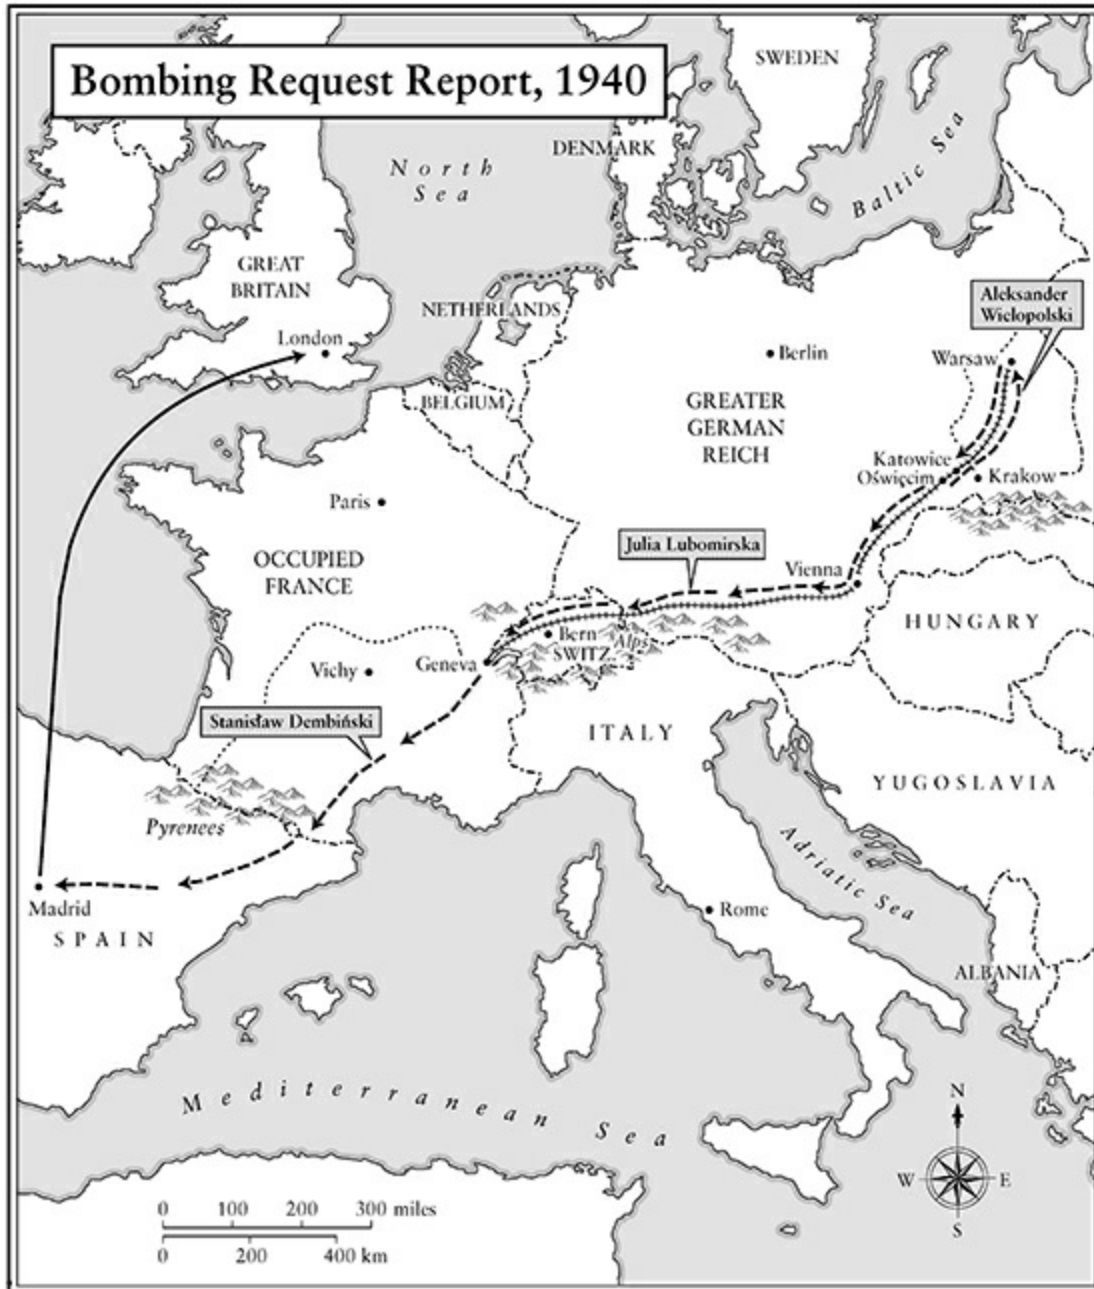 Bombing Request Report, 1940
SWEDEN
DENMARK
North
Sea
Baltic Sea
GREAT
BRITAIN
London
NETHERLANDS
Aleksander
Wielopolski
Berlin
Warsaw
BELGIUM
GREATER
GERMAN
REICH
Katowice
Oświęcim
Krakow
Paris
OCCUPIED
FRANCE
Julia Lubomirska
Vienna
HUNGARY
Bern
Alps
SWITZ.
Geneva
Vichy
Stanisław Dembiński
ITALY
YUGOSLAVIA
Pyrenees
Adriatic Sea
Madrid
SPAIN
Rome
ALBANIA
Mediterranean Sea
N
W
E
S
0 100 200 300 miles
0 200 400 km